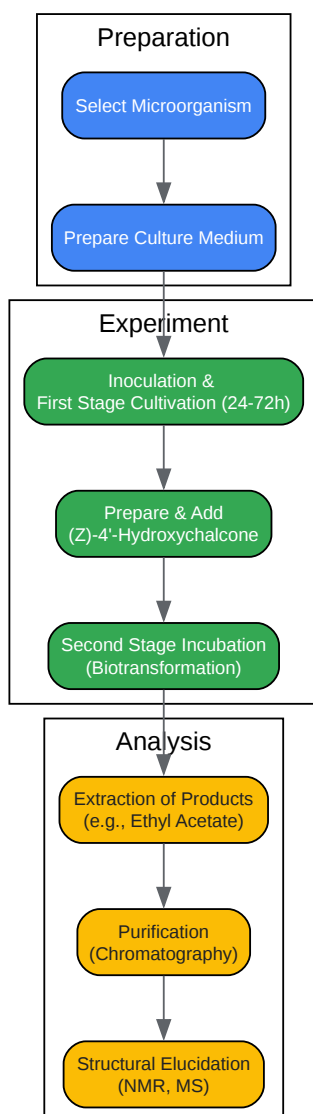 Preparation
Select Microorganism
Prepare Culture Medium
Experiment
Inoculation &
First Stage Cultivation (24-72h)
Prepare & Add
(Z)-4'-Hydroxychalcone
Second Stage Incubation
(Biotransformation)
Analysis
Extraction of Products
(e.g., Ethyl Acetate)
Purification
(Chromatography)
Structural Elucidation
(NMR, MS)